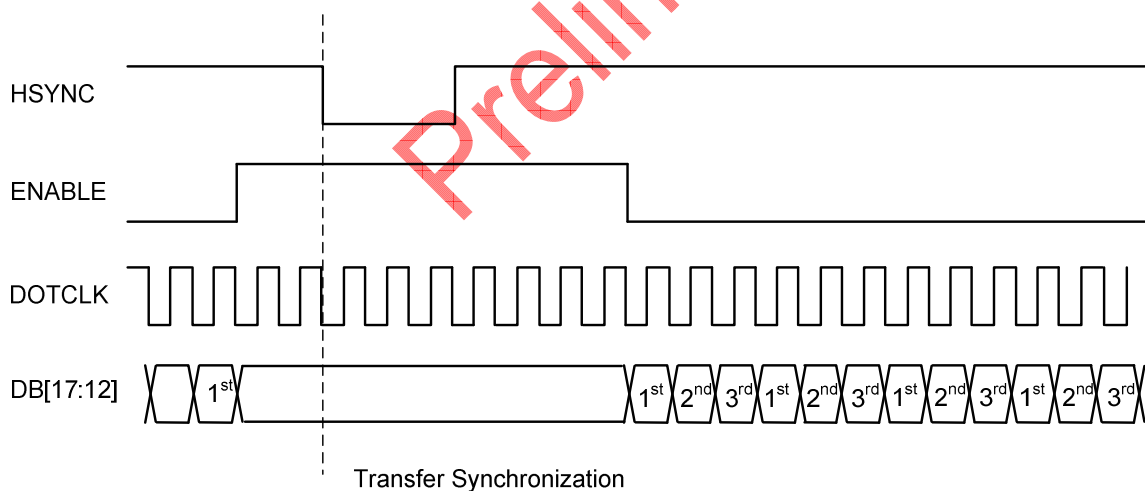 Prelim
HSYNC
ENABLE
DOTCLK
DB[17:12]
1st 1st 2nd 3rd 1st 2nd 3rd 1st 2nd 3rd 1st 2nd 3rd
Transfer Synchronization